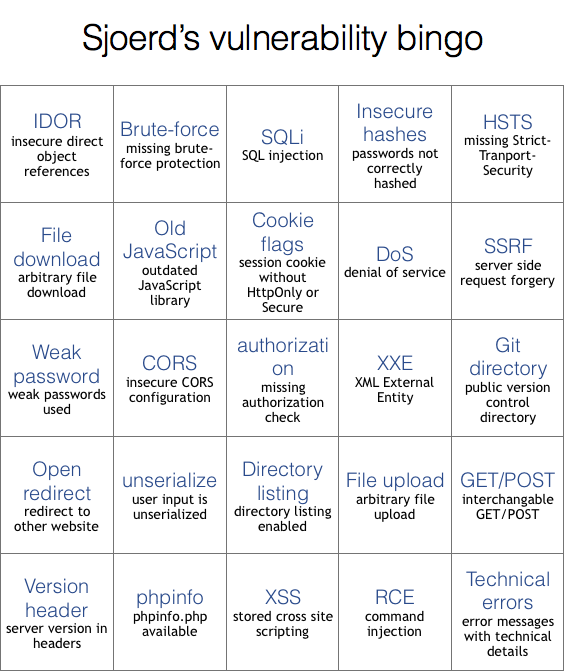 Sjoerd's vulnerability bingo
IDOR
insecure direct
object
references
Brute-force
missing brute-
force protection
SQLi
SQL injection
Insecure
hashes
passwords not
correctly
hashed
HSTS
missing Strict-
Tranport-
Security
File
download
arbitrary file
download
Old
JavaScript
outdated
JavaScript
library
Cookie
flags
session cookie
without
HttpOnly or
Secure
DoS
denial of service
SSRF
server side
request forgery
Weak
password
weak passwords
used
CORS
insecure CORS
configuration
authorizati
on
missing
authorization
check
XXE
XML External
Entity
Git
directory
public version
control
directory
Open
redirect
redirect to
other website
unserialize
user input is
unserialized
Directory
listing
directory listing
enabled
File upload
arbitrary file
upload
GET/POST
interchangable
GET/POST
Version
header
server version in
headers
phpinfo
phpinfo.php
available
XSS
stored cross site
scripting
RCE
command
injection
Technical
errors
error messages
with technical
details